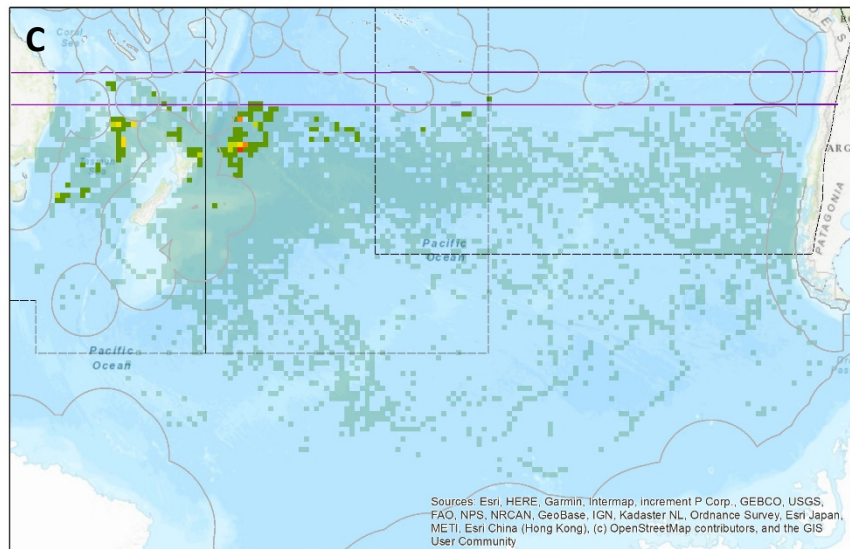 C
Coral
Sea
DES
ARG
PATAGONIA
Pacific
Ocean
Pacific
Ocean
Sources: Esri, HERE, Garmin, Intermap, increment P Corp., GEBCO, USGS,
FAO, NPS, NRCAN, GeoBase, IGN, Kadaster NL, Ordnance Survey, Esri Japan,
METI, Esri China (Hong Kong), (c) OpenStreetMap contributors, and the GIS
User Community